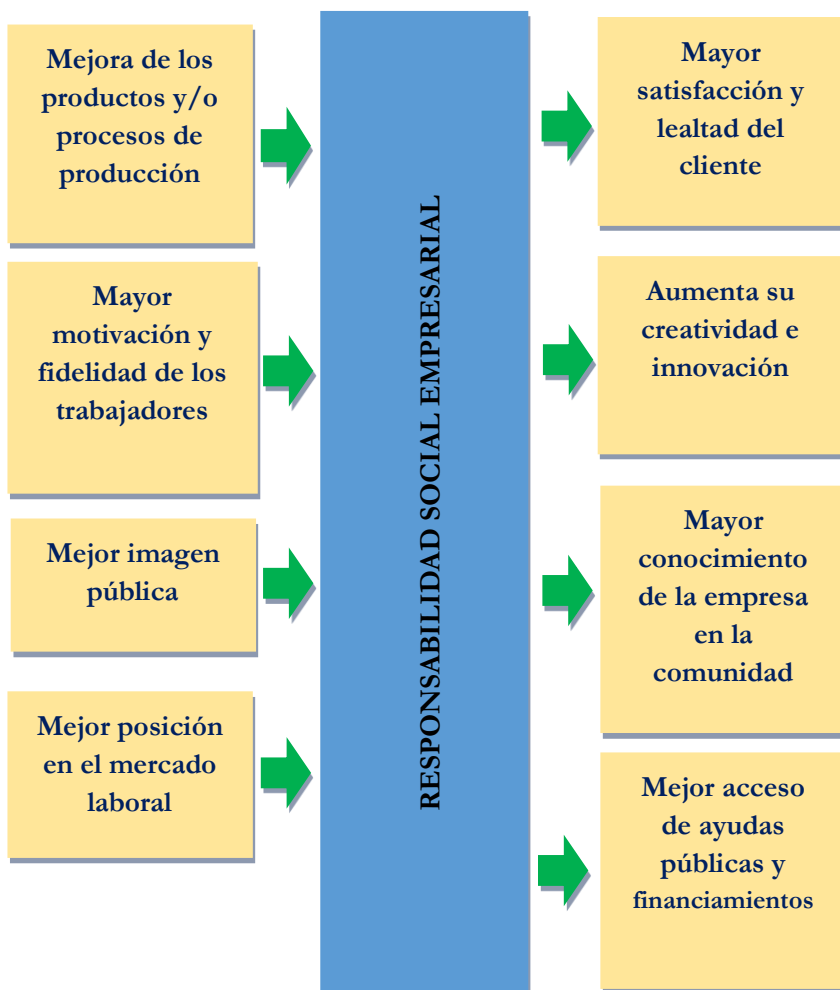 Mejora de los
productos y/o
procesos de
producción
Mayor
motivación y
fidelidad de los
trabajadores
Mejor imagen
pública
Mejor posición
en el mercado
laboral
RESPONSABILIDAD SOCIAL EMPRESARIAL
Mayor
satisfacción y
lealtad del
cliente
Aumenta su
creatividad e
innovación
Mayor
conocimiento
de la empresa
en la
comunidad
Mejor acceso
de ayudas
públicas y
financiamientos